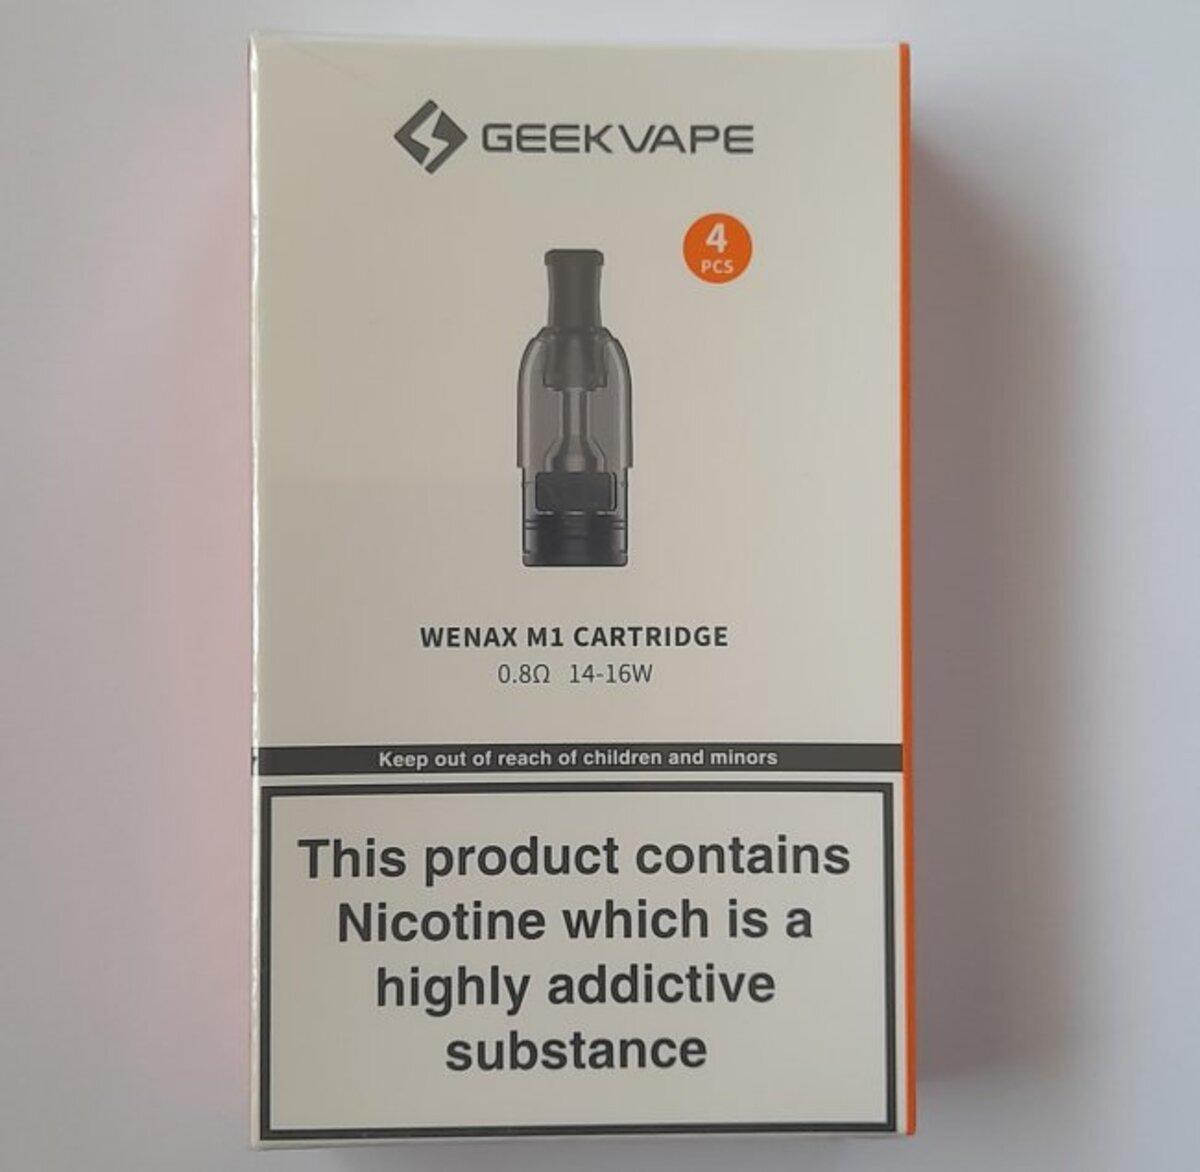 GEEKVAPE
4
PCS
WENAX M1 CARTRIDGE
0.8Ω 14-16W
Keep out of reach of children and minors
This product contains
Nicotine which is a
highly addictive
substance